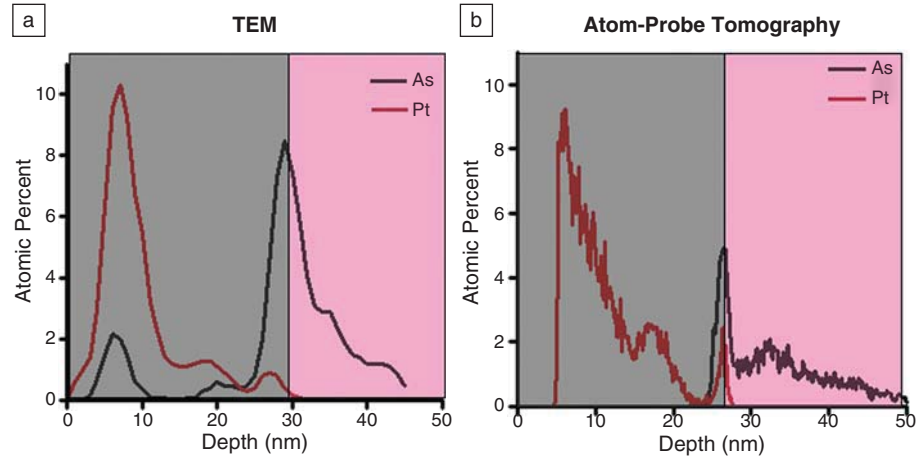 a
TEM
As
Pt
10
8
6
4
2
0
Atomic Percent
0 10 20 30 40 50
Depth (nm)
b
Atom-Probe Tomography
As
Pt
10
8
6
4
2
0
Atomic Percent
0 10 20 30 40 50
Depth (nm)